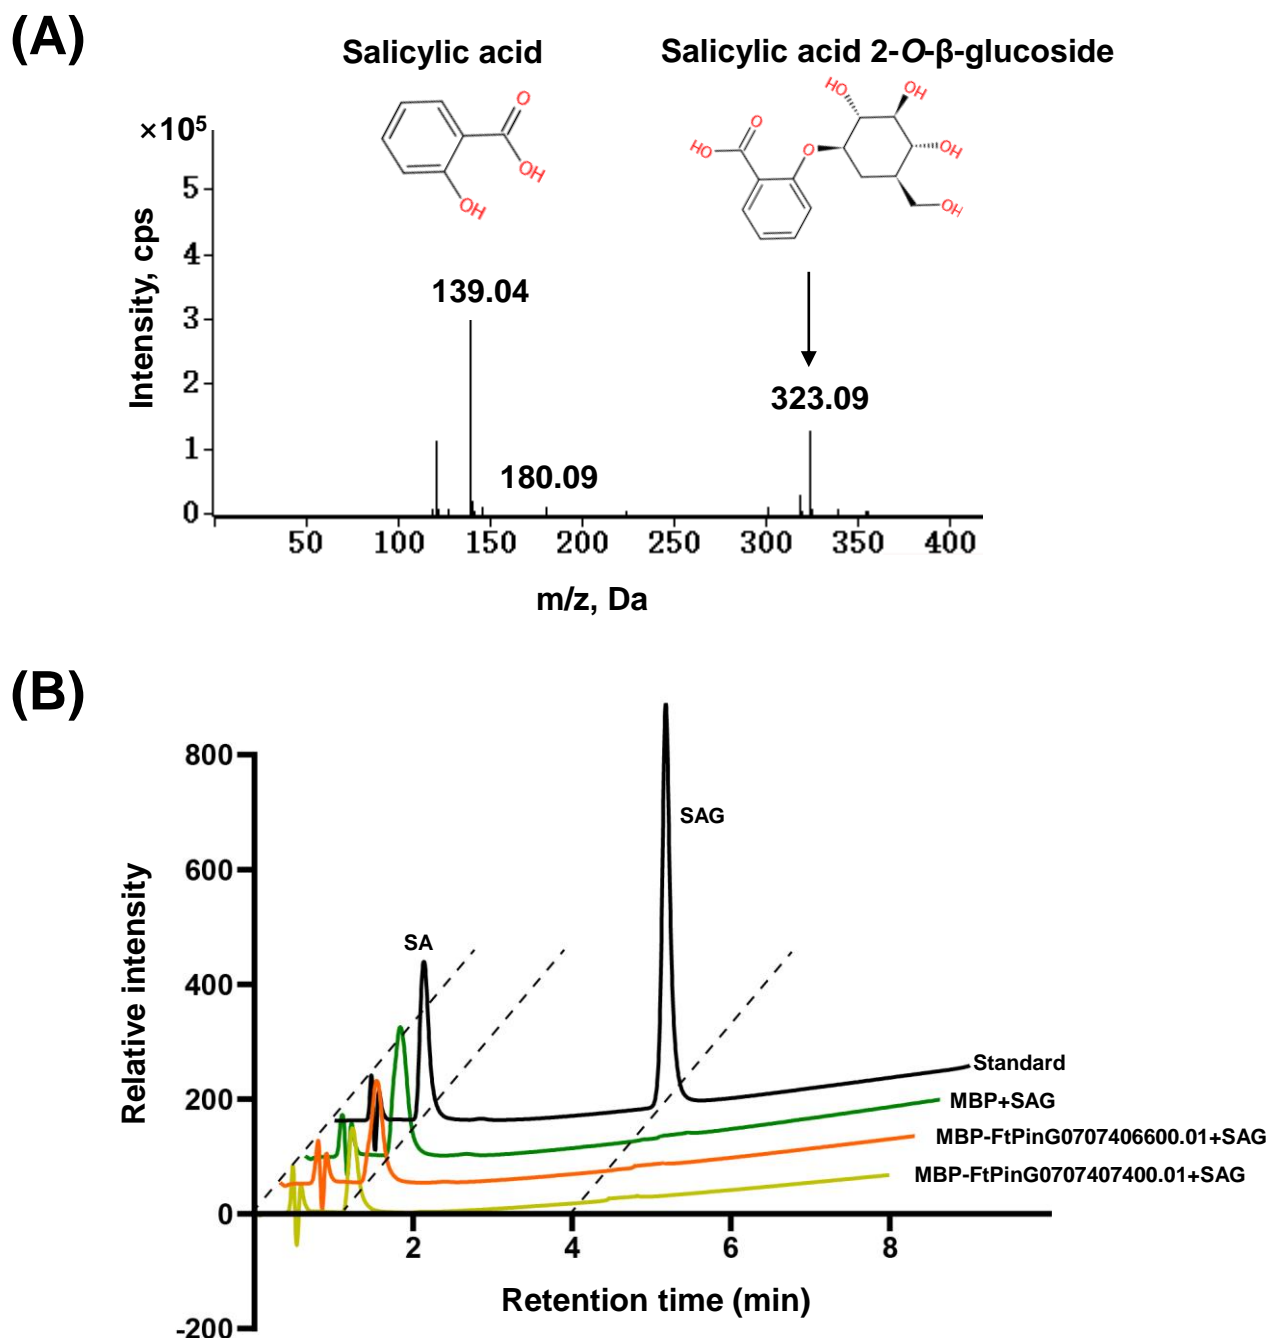 (A)
Salicylic acid
Salicylic acid 2-O-β-glucoside
O
OH
OH
HO
OH
O
HO
O
OH
OH
×10⁵
5
4
3
2
1
0
Intensity, cps
139.04
180.09
323.09
50 100 150 200 250 300 350 400
m/z, Da
(B)
800
600
400
200
0
-200
Relative intensity
SA
SAG
Standard
MBP+SAG
MBP-FtPinG0707406600.01+SAG
MBP-FtPinG0707407400.01+SAG
2 4 6 8
Retention time (min)